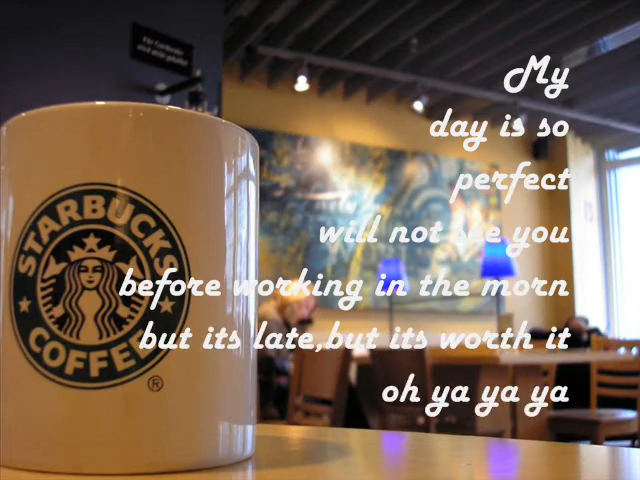 My
day is so
perfect
will not see you
before working in the morn
but its late,but its worth it
oh ya ya ya
STARBUCKS
COFFEE
®